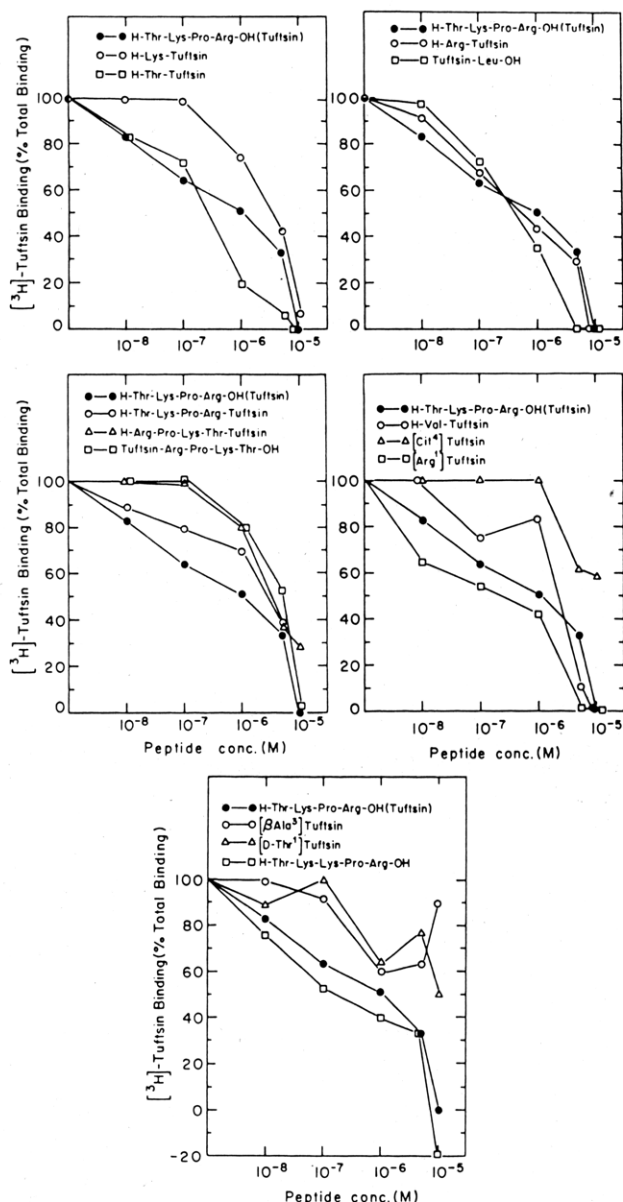 H-Thr-Lys-Pro-Arg-OH(Tuftsin)
H-Lys-Tuftsin
H-Thr-Tuftsin
100
80
60
40
20
0
10⁻⁸ 10⁻⁷ 10⁻⁶ 10⁻⁵
[³H]-Tuftsin Binding (% Total Binding)
H-Thr-Lys-Pro-Arg-OH(Tuftsin)
H-Arg-Tuftsin
Tuftsin-Leu-OH
100
80
60
40
20
0
10⁻⁸ 10⁻⁷ 10⁻⁶ 10⁻⁵
H-Thr-Lys-Pro-Arg-OH(Tuftsin)
H-Thr-Lys-Pro-Arg-Tuftsin
H-Arg-Pro-Lys-Thr-Tuftsin
Tuftsin-Arg-Pro-Lys-Thr-OH
100
80
60
40
20
0
10⁻⁸ 10⁻⁷ 10⁻⁶ 10⁻⁵
Peptide conc.(M)
[³H]-Tuftsin Binding (% Total Binding)
H-Thr-Lys-Pro-Arg-OH(Tuftsin)
H-Val-Tuftsin
[Cit⁴] Tuftsin
[Arg¹] Tuftsin
100
80
60
40
20
0
10⁻⁸ 10⁻⁷ 10⁻⁶ 10⁻⁵
Peptide conc.(M)
H-Thr-Lys-Pro-Arg-OH(Tuftsin)
[βAla³] Tuftsin
[D-Thr¹] Tuftsin
H-Thr-Lys-Lys-Pro-Arg-OH
100
80
60
40
20
0
-20
10⁻⁸ 10⁻⁷ 10⁻⁶ 10⁻⁵
Peptide conc.(M)
[³H]-Tuftsin Binding (% Total Binding)